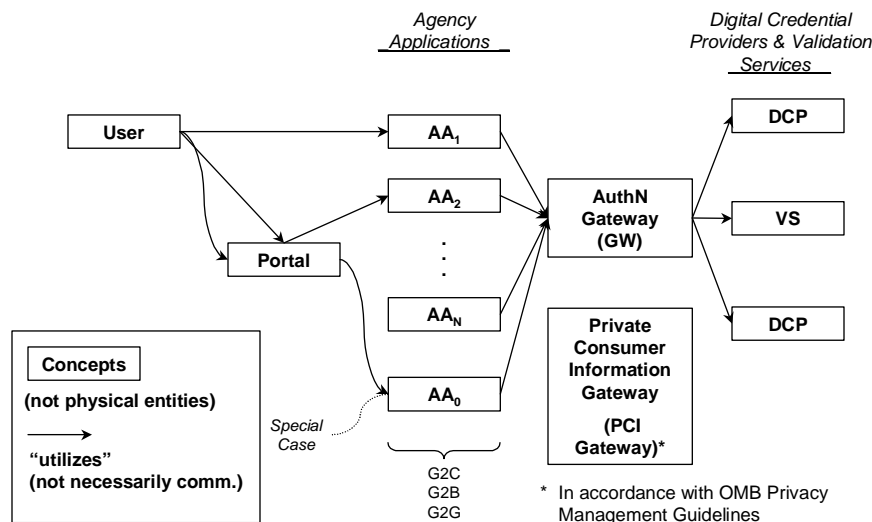 Agency
Applications
Digital Credential
Providers & Validation
Services
User
AA1
DCP
AA2
AuthN
Gateway
(GW)
VS
Portal
.
.
.
AAN
DCP
Private
Consumer
Information
Gateway
(PCI
Gateway)*
Concepts
(not physical entities)
AA0
Special
Case
“utilizes”
(not necessarily comm.)
G2C
G2B
G2G
* In accordance with OMB Privacy
Management Guidelines